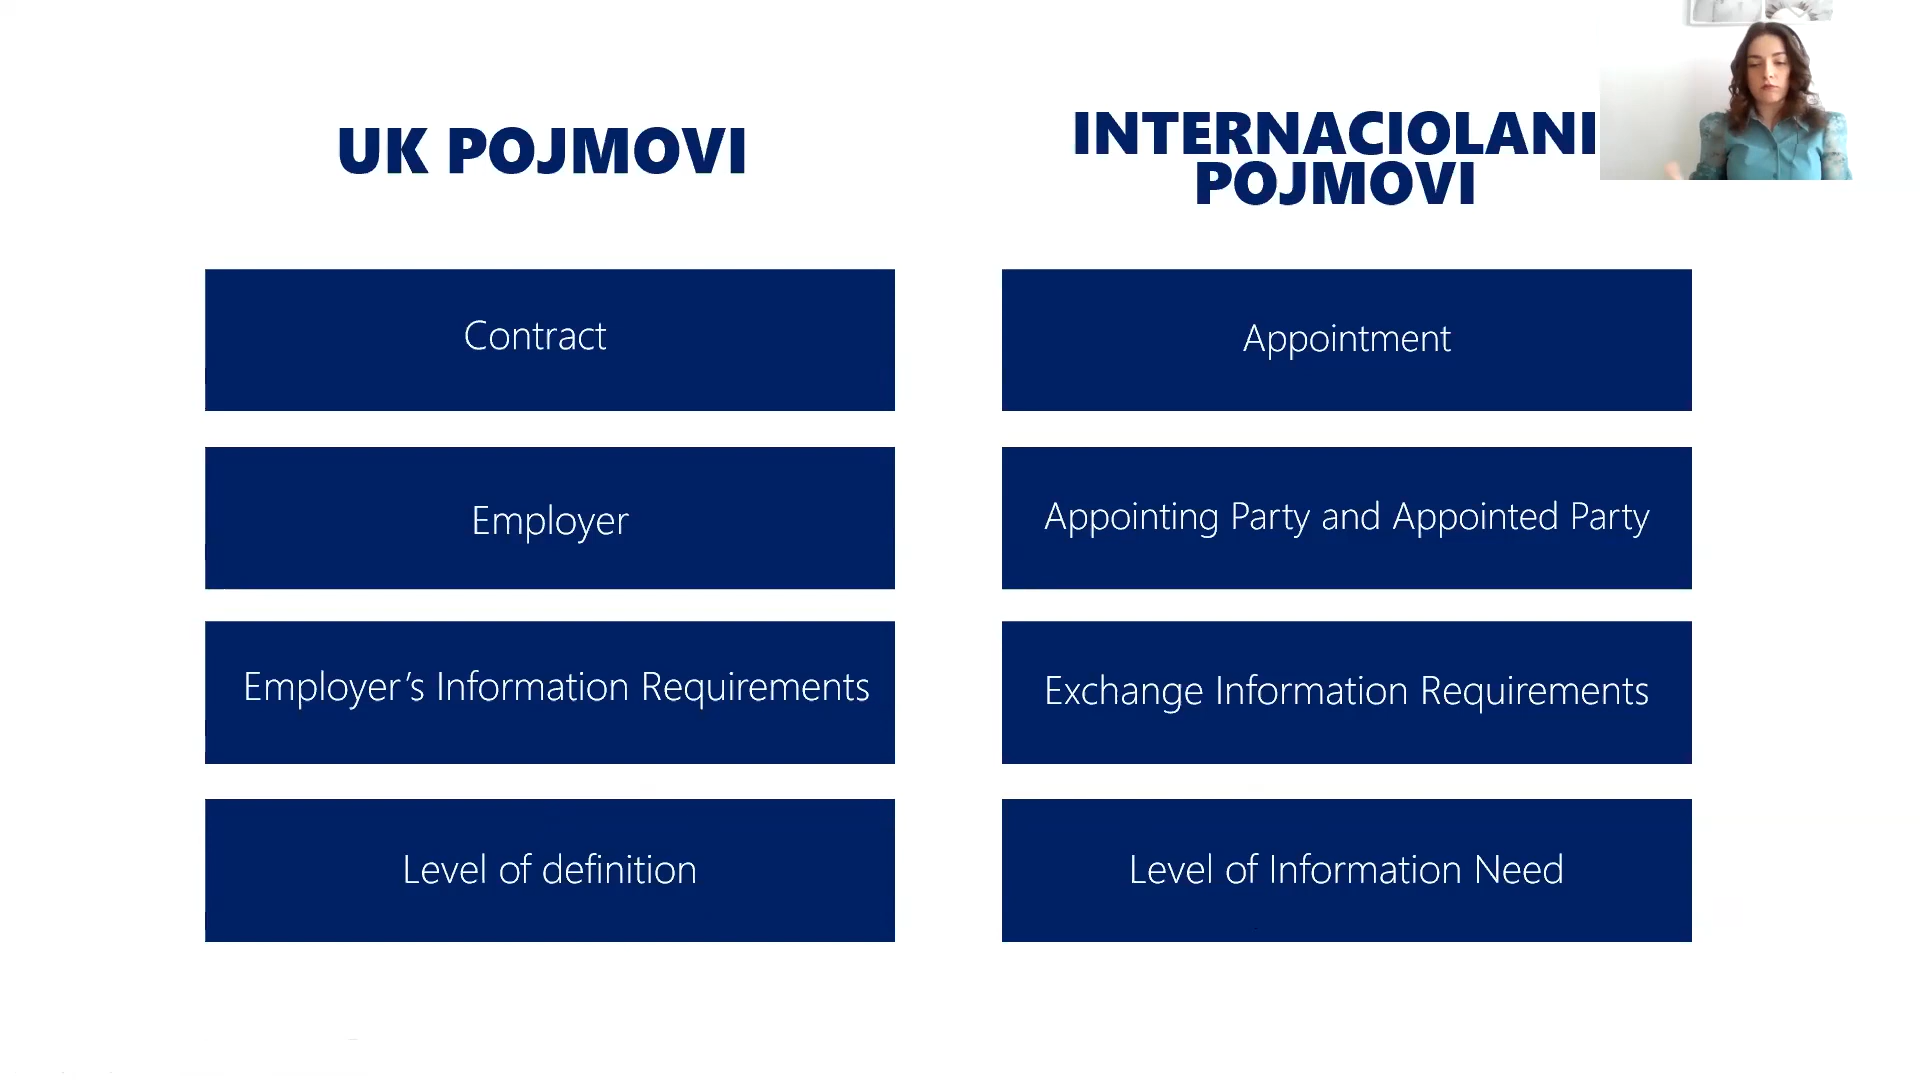 UK POJMOVI
INTERNACIOLANI
POJMOVI
Contract
Appointment
Employer
Appointing Party and Appointed Party
Employer’s Information Requirements
Exchange Information Requirements
Level of definition
Level of Information Need